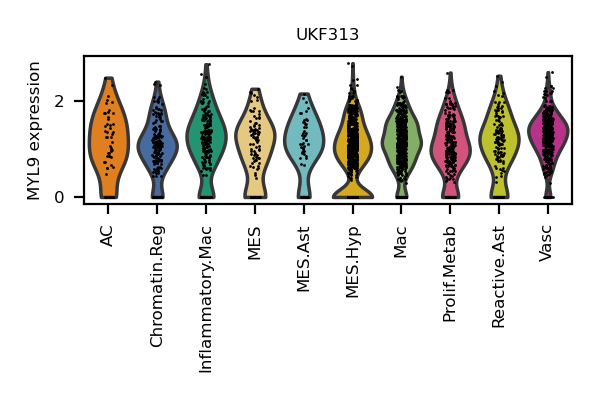 UKF313
MYL9 expression
2
0
AC
Chromatin.Reg
Inflammatory.Mac
MES
MES.Ast
MES.Hyp
Mac
Prolif.Metab
Reactive.Ast
Vasc